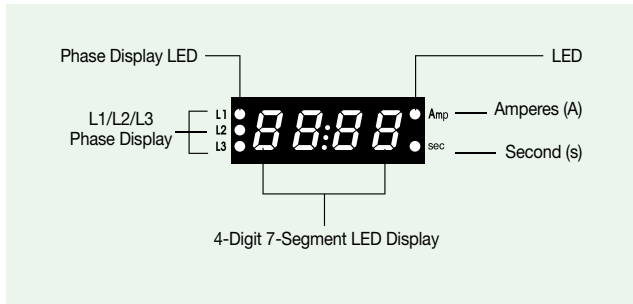 Phase Display LED
LED
L1/L2/L3
Phase Display
L1
L2
L3
88:88
Amp
sec
Amperes (A)
Second (s)
4-Digit 7-Segment LED Display